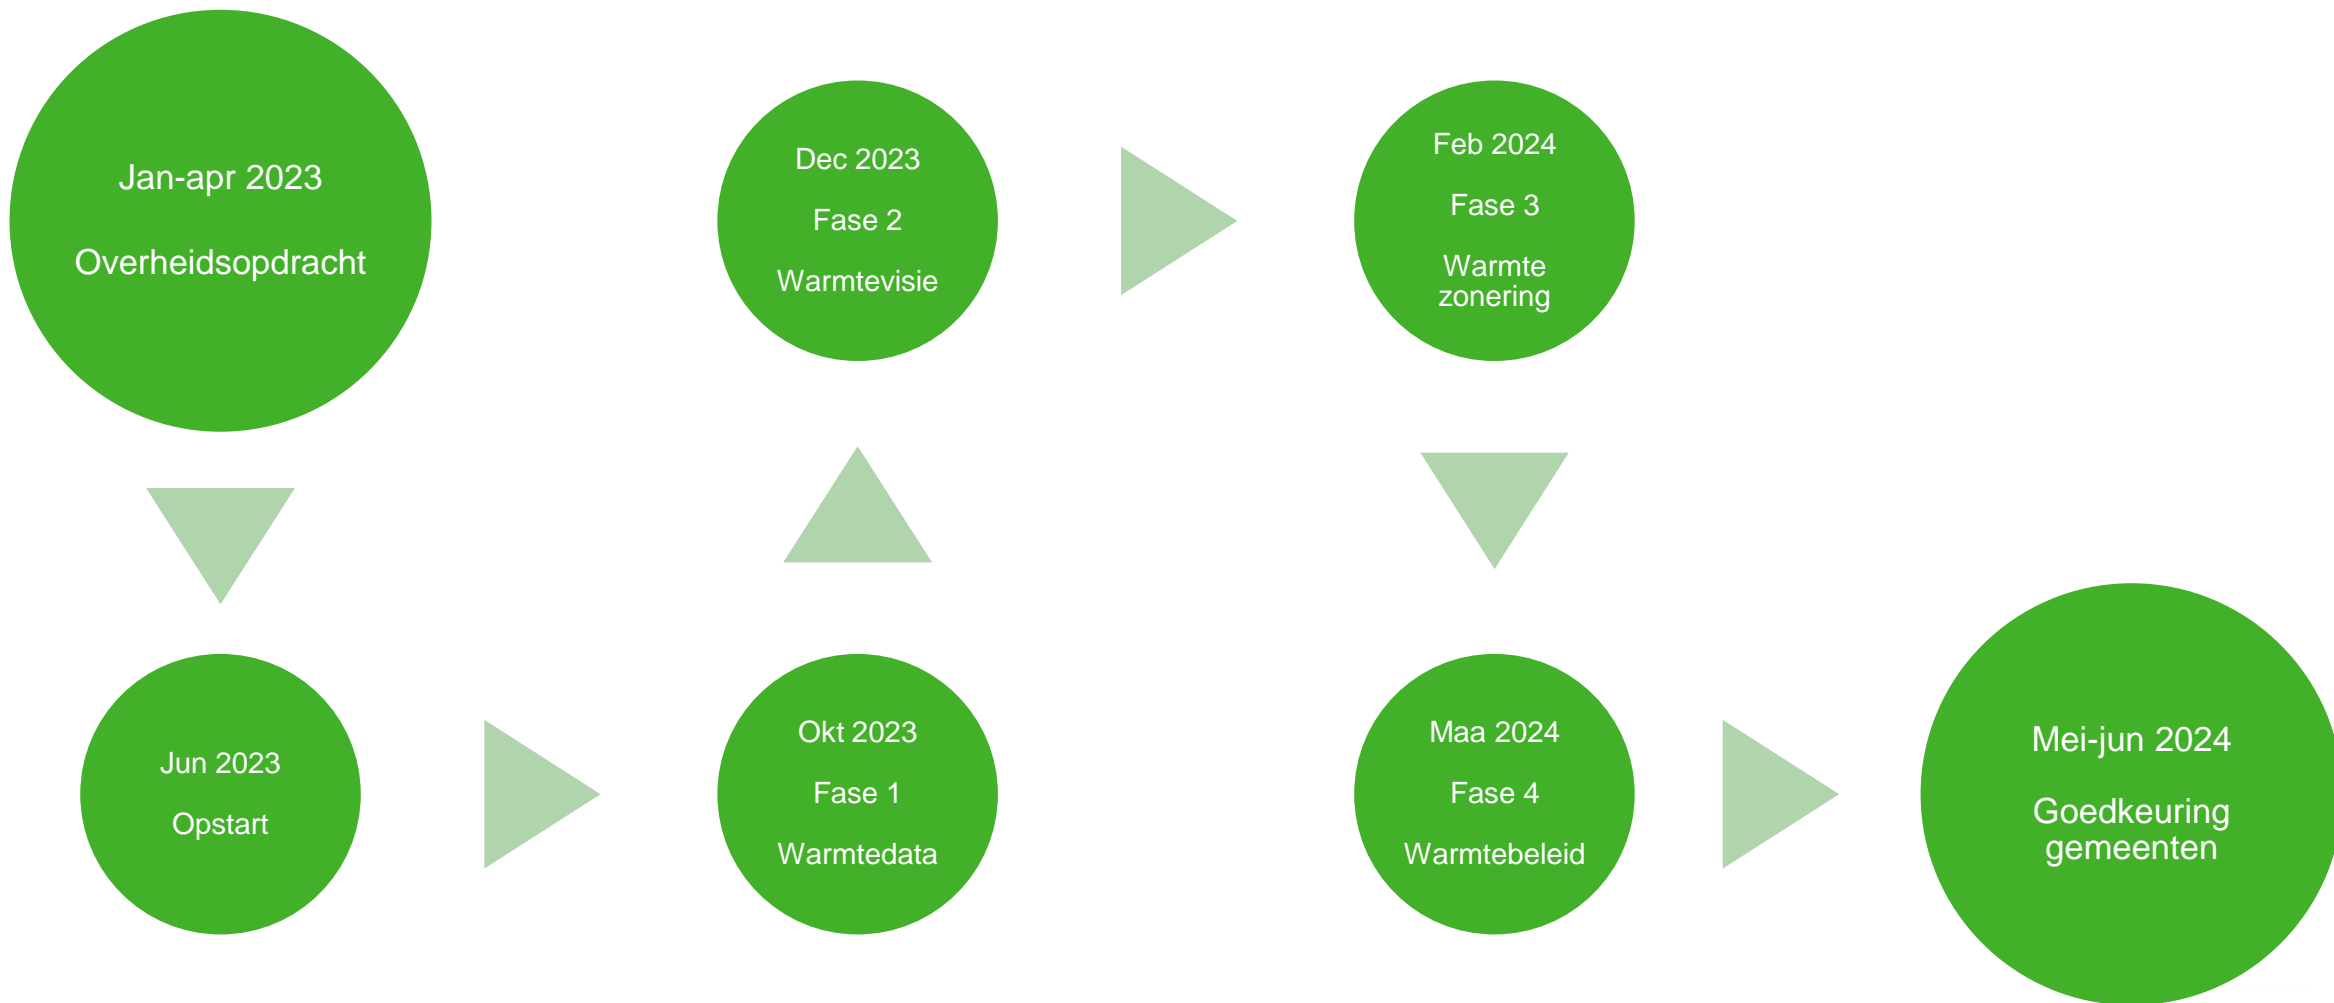 Jan-apr 2023
Overheidsopdracht
Jun 2023
Opstart
Okt 2023
Fase 1
Warmtedata
Dec 2023
Fase 2
Warmtevisie
Feb 2024
Fase 3
Warmte
zonering
Maa 2024
Fase 4
Warmtebeleid
Mei-jun 2024
Goedkeuring
gemeenten